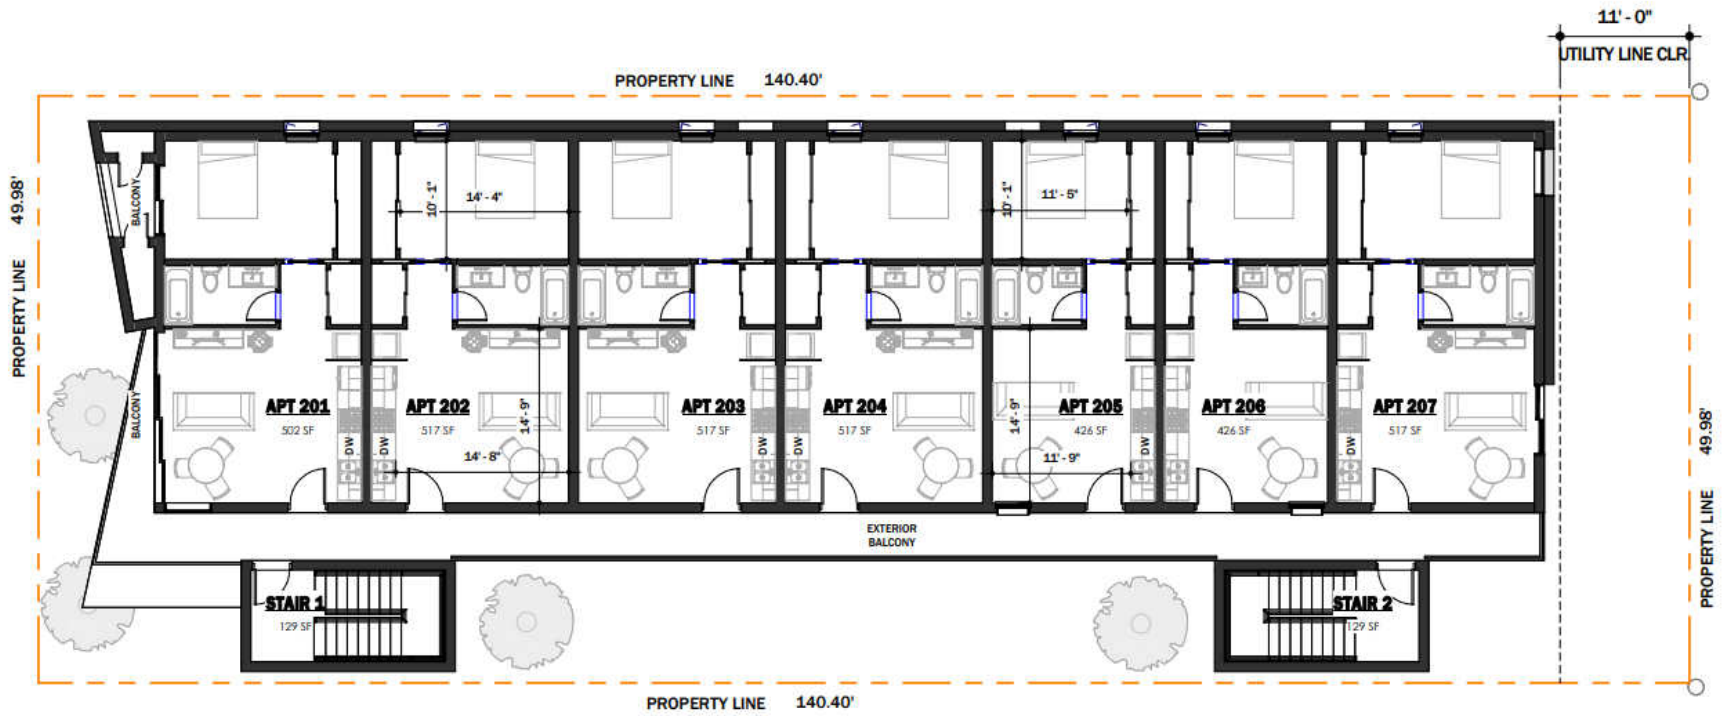 11'- 0"
UTILITY LINE CLR.
PROPERTY LINE 140.40'
49.98'
PROPERTY LINE
BALCONY
10'- 1"
14'- 4"
10'- 1"
11'- 5"
BALCONY
APT 201
502 SF
DW
APT 202
517 SF
DW
14'- 9"
14'- 8"
APT 203
517 SF
DW
APT 204
517 SF
DW
14'- 9"
APT 205
426 SF
11'- 9"
DW
APT 206
426 SF
APT 207
517 SF
DW
49.98'
PROPERTY LINE
EXTERIOR
BALCONY
STAIR 1
129 SF
STAIR 2
129 SF
PROPERTY LINE 140.40'